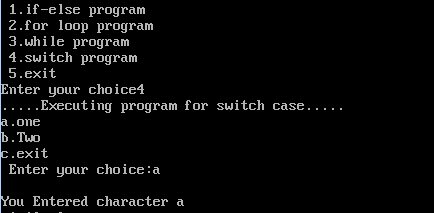 1.if-else program
2.for loop program
3.while program
4.switch program
5.exit
Enter your choice4
.....Executing program for switch case.....
a.one
b.Two
c.exit
Enter your choice:a
You Entered character a